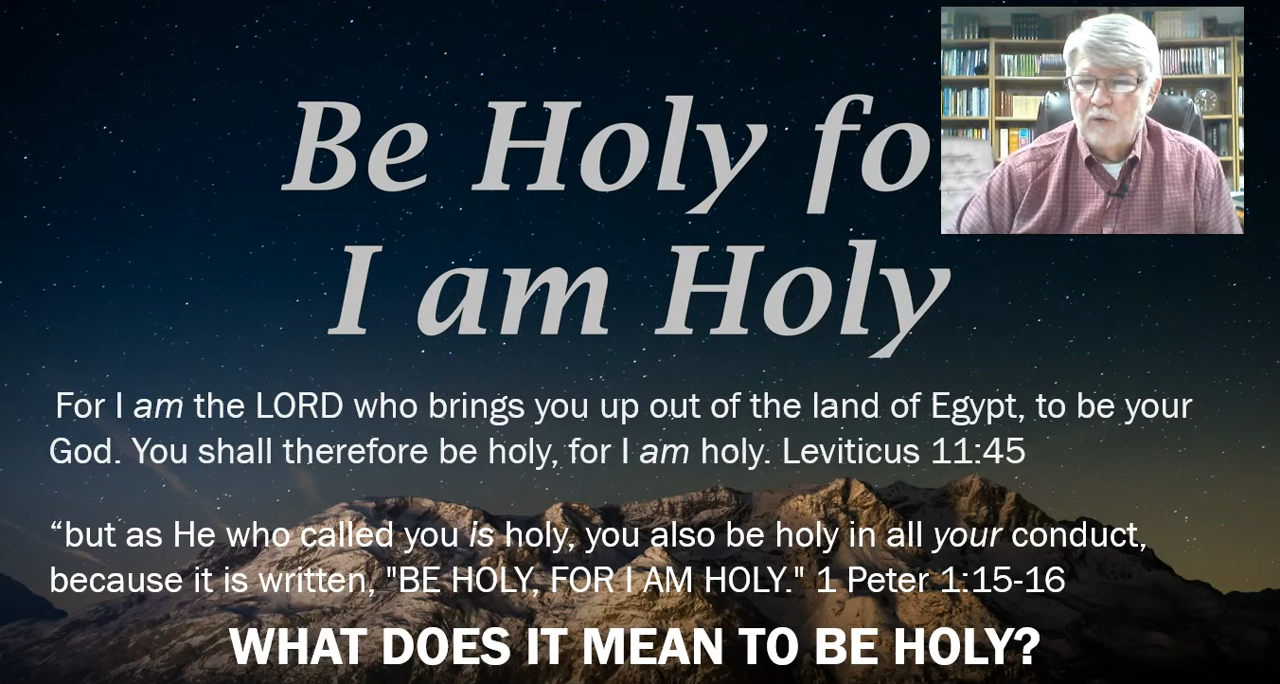 Be Holy fo
I am Holy
For I am the LORD who brings you up out of the land of Egypt, to be your
God. You shall therefore be holy, for I am holy. Leviticus 11:45
“but as He who called you is holy, you also be holy in all your conduct,
because it is written, "BE HOLY, FOR I AM HOLY." 1 Peter 1:15-16
WHAT DOES IT MEAN TO BE HOLY?